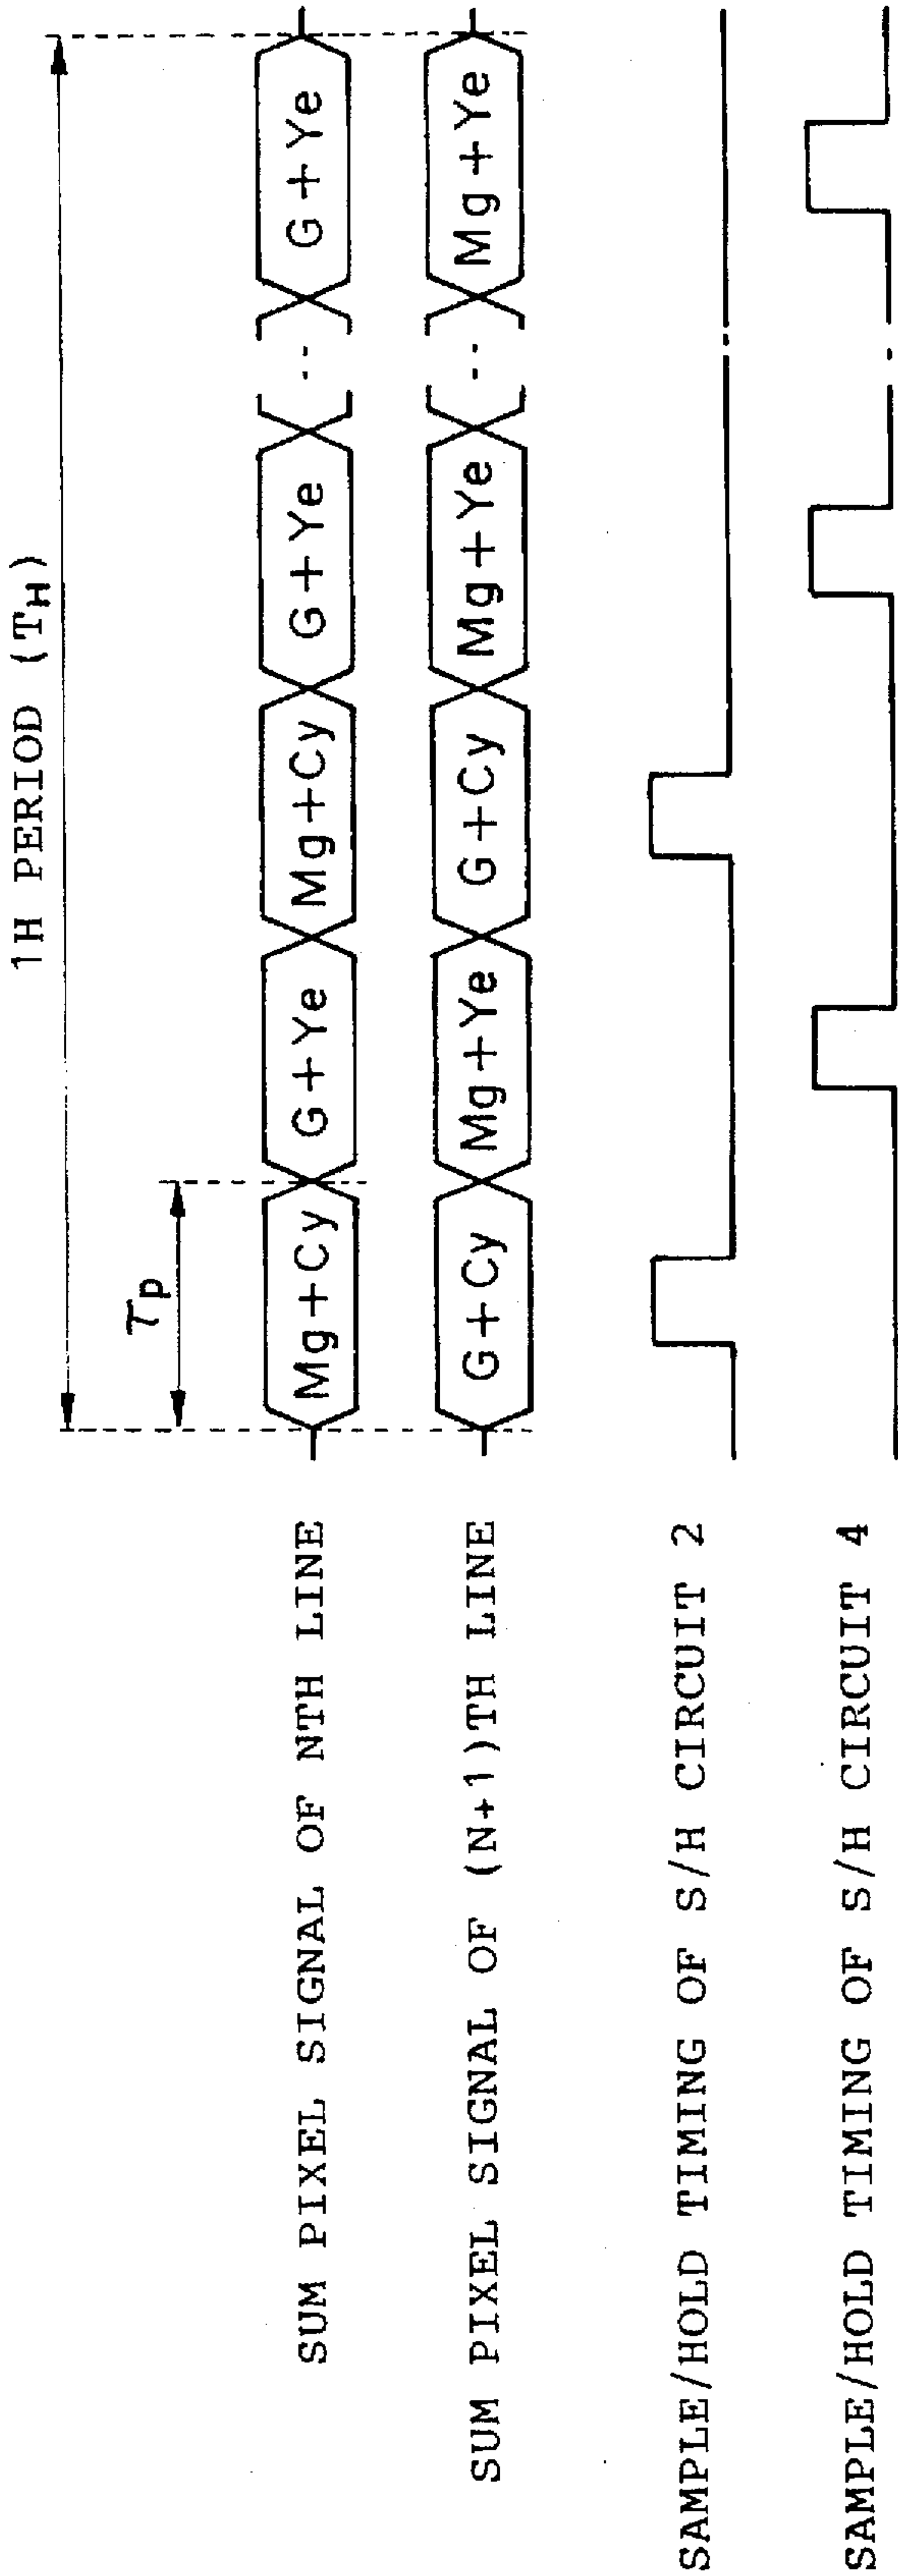 1H PERIOD (TH)
τp
SUM PIXEL SIGNAL OF NTH LINE
Mg+Cy G+Ye Mg+Cy G+Ye -- G+Ye
SUM PIXEL SIGNAL OF (N+1)TH LINE
G+Cy Mg+Ye G+Cy Mg+Ye -- Mg+Ye
SAMPLE/HOLD TIMING OF S/H CIRCUIT 2
SAMPLE/HOLD TIMING OF S/H CIRCUIT 4